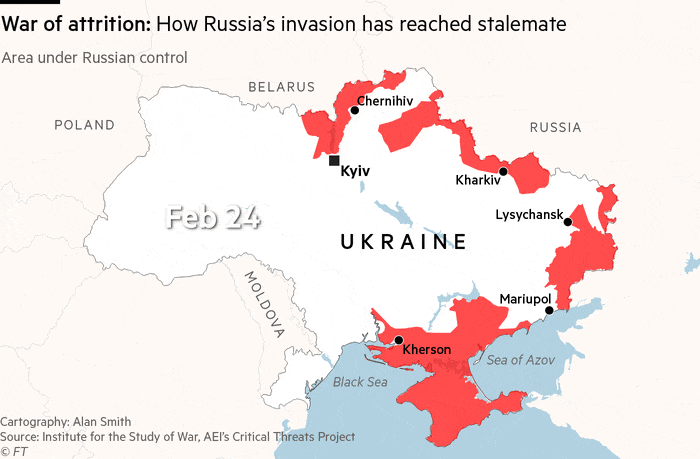 War of attrition: How Russia’s invasion has reached stalemate
Area under Russian control
BELARUS
Chernihiv
POLAND
RUSSIA
Kyiv
Kharkiv
Feb 24
Lysychansk
UKRAINE
MOLDOVA
Mariupol
Kherson
Sea of Azov
Black Sea
Cartography: Alan Smith
Source: Institute for the Study of War, AEI’s Critical Threats Project
© FT